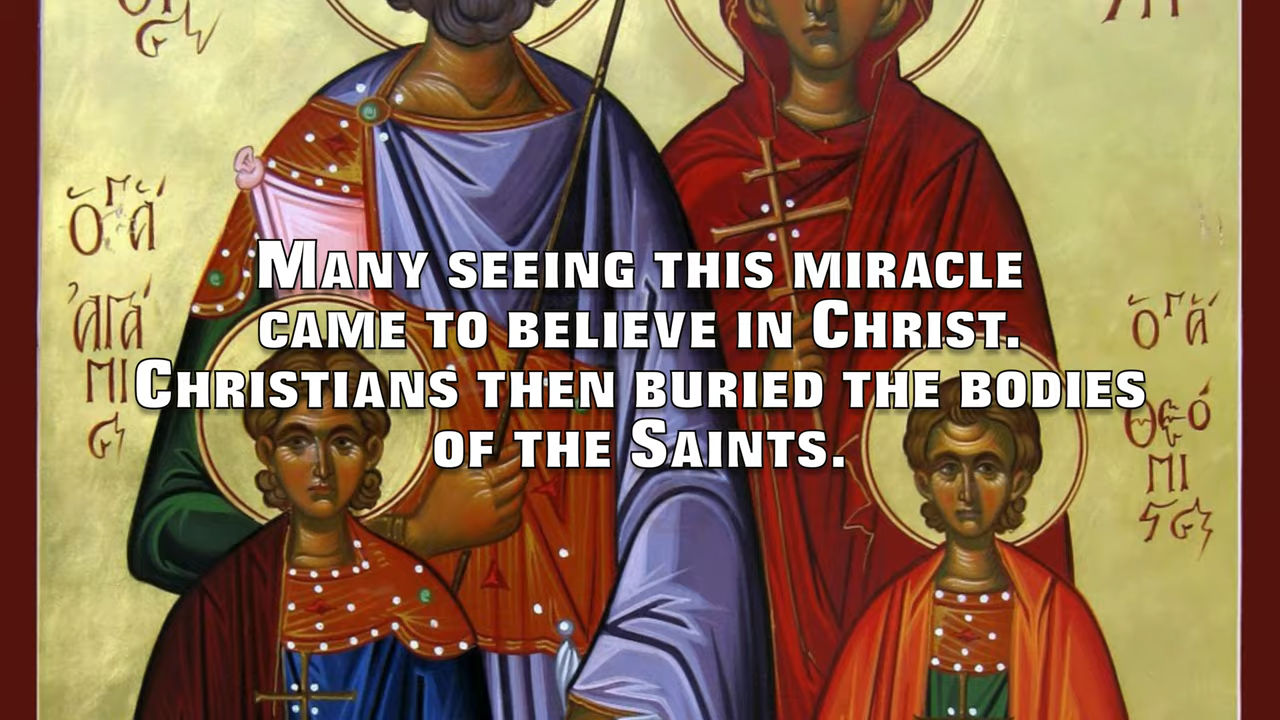 MANY SEEING THIS MIRACLE
CAME TO BELIEVE IN CHRIST.
CHRISTIANS THEN BURIED THE BODIES
OF THE SAINTS.